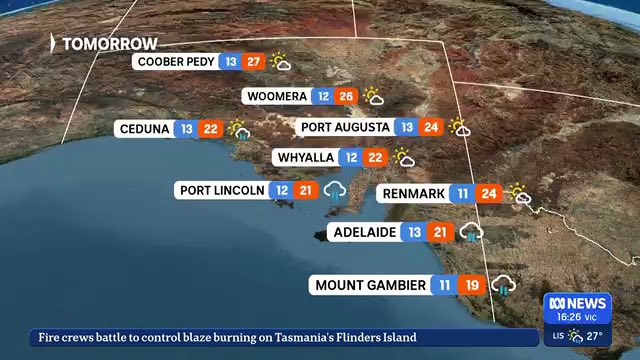 TOMORROW
COOBER PEDY 13 27
WOOMERA 12 26
CEDUNA 13 22
PORT AUGUSTA 13 24
WHYALLA 12 22
PORT LINCOLN 12 21
RENMARK 11 24
ADELAIDE 13 21
MOUNT GAMBIER 11 19
NEWS
16:26 VIC
LIS 27°
Fire crews battle to control blaze burning on Tasmania's Flinders Island